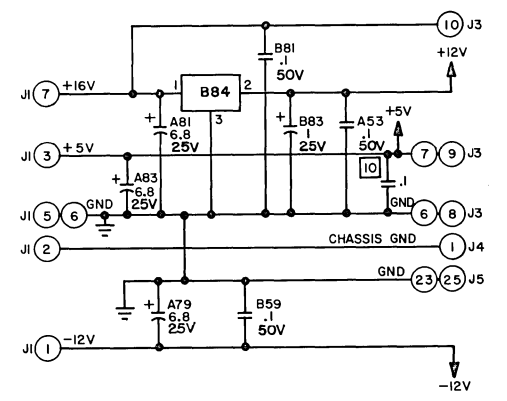 10 J3
B81
.1
50V
+12V
J1 7 +16V
1 B84 2
3
+ A81
6.8
25V
+ B83
1
25V
A53
.1
50V
+5V
J1 3 +5V
7 9 J3
10
.1
+ A83
6.8
25V
J1 5 6 GND
GND 6 8 J3
J1 2 CHASSIS GND 1 J4
GND 23 25 J5
+ A79
6.8
25V
B59
.1
50V
J1 1 -12V
-12V